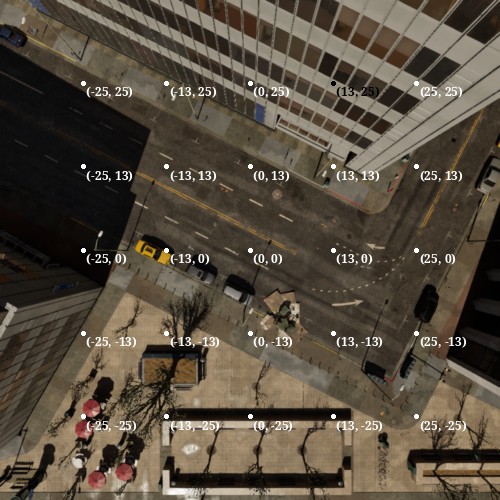 (-25, 25) (-13, 25) (0, 25) (13, 25) (25, 25)
(-25, 13) (-13, 13) (0, 13) (13, 13) (25, 13)
(-25, 0) (-13, 0) (0, 0) (13, 0) (25, 0)
(-25, -13) (-13, -13) (0, -13) (13, -13) (25, -13)
(-25, -25) (-13, -25) (0, -25) (13, -25) (25, -25)